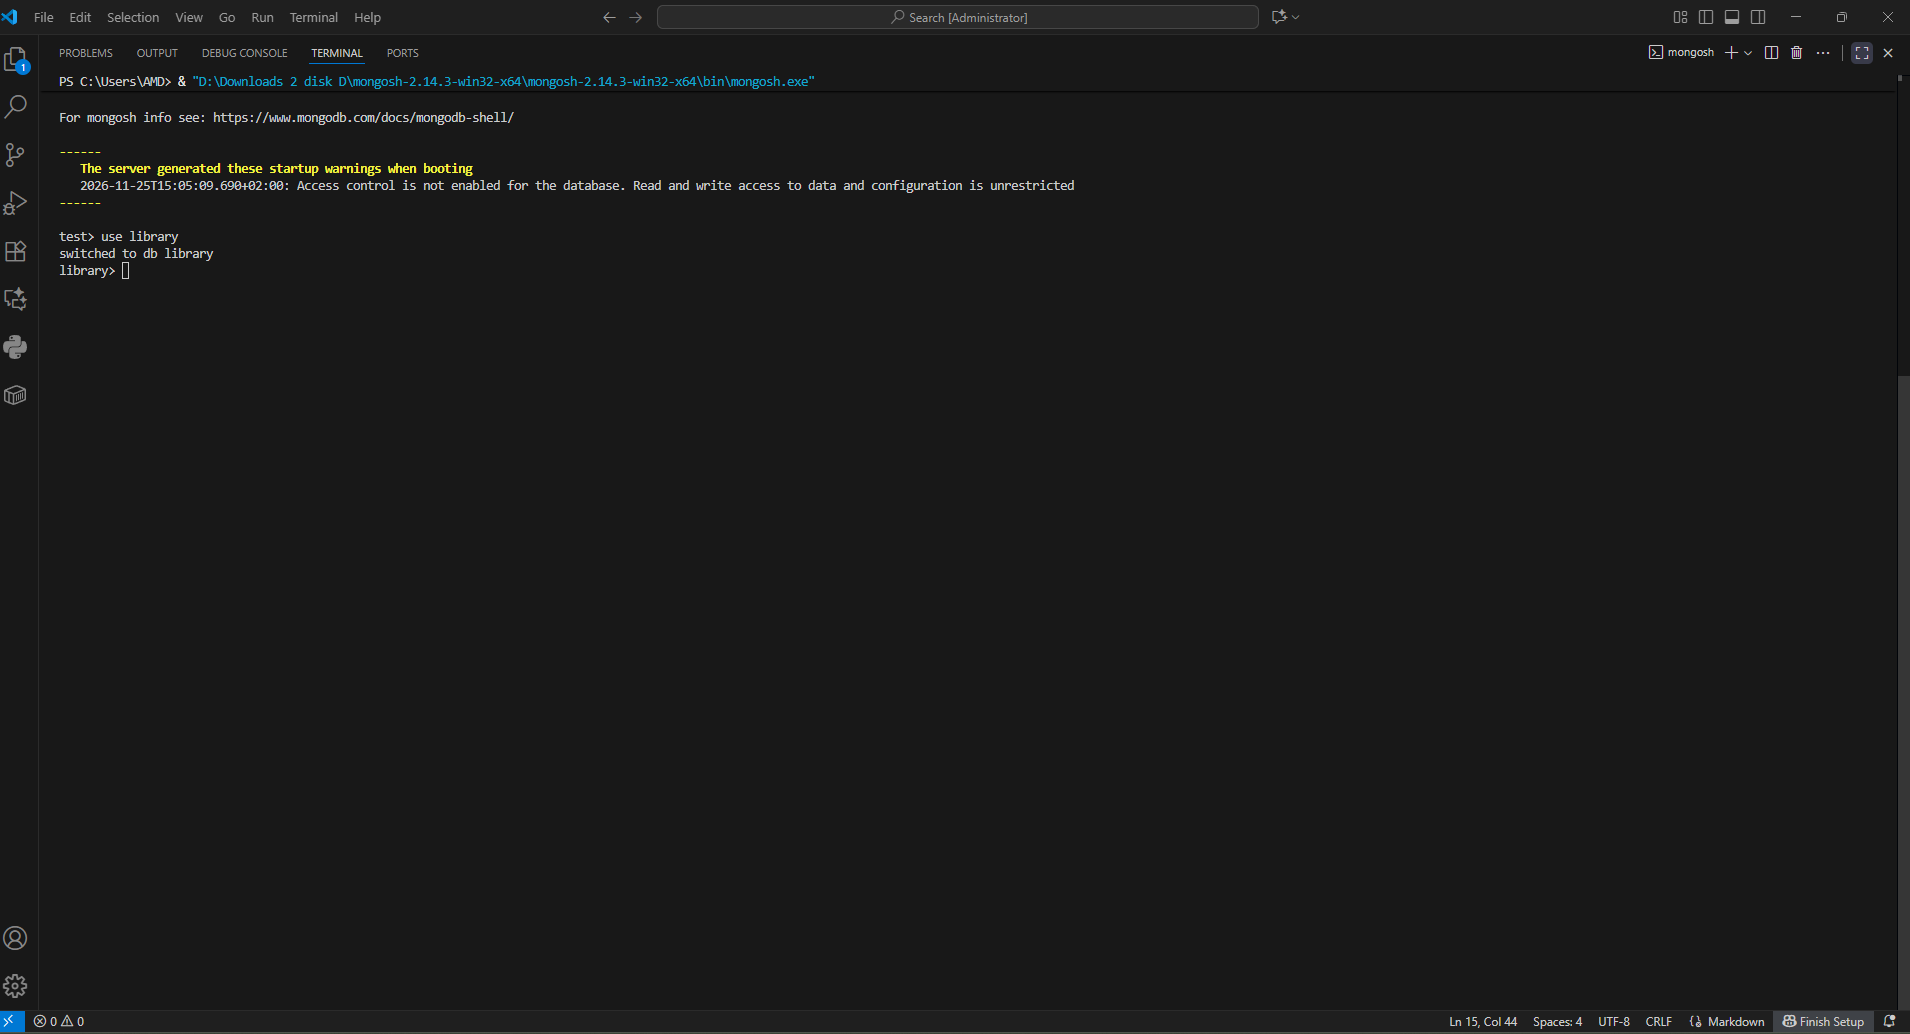 File Edit Selection View Go Run Terminal Help
Search [Administrator]
PROBLEMS OUTPUT DEBUG CONSOLE TERMINAL PORTS
mongosh
1
PS C:\Users\AMD> & "D:\Downloads 2 disk D\mongosh-2.14.3-win32-x64\mongosh-2.14.3-win32-x64\bin\mongosh.exe"
For mongosh info see: https://www.mongodb.com/docs/mongodb-shell/
------
The server generated these startup warnings when booting
2026-11-25T15:05:09.690+02:00: Access control is not enabled for the database. Read and write access to data and configuration is unrestricted
------
test> use library
switched to db library
library>
0 0
Ln 15, Col 44 Spaces: 4 UTF-8 CRLF Markdown Finish Setup